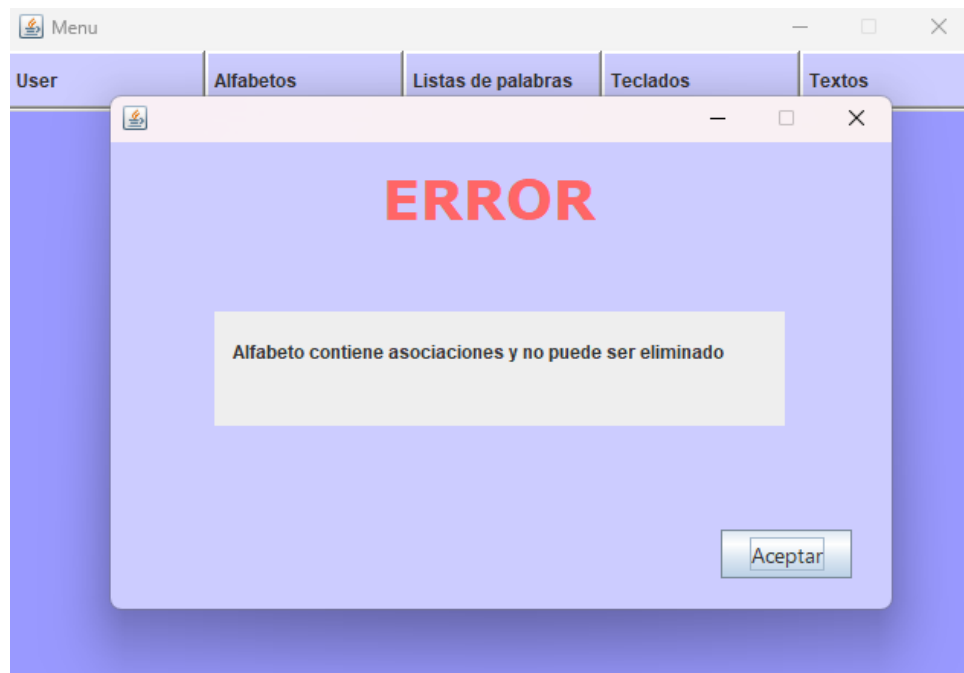 Menu
User Alfabetos Listas de palabras Teclados Textos
ERROR
Alfabeto contiene asociaciones y no puede ser eliminado
Aceptar